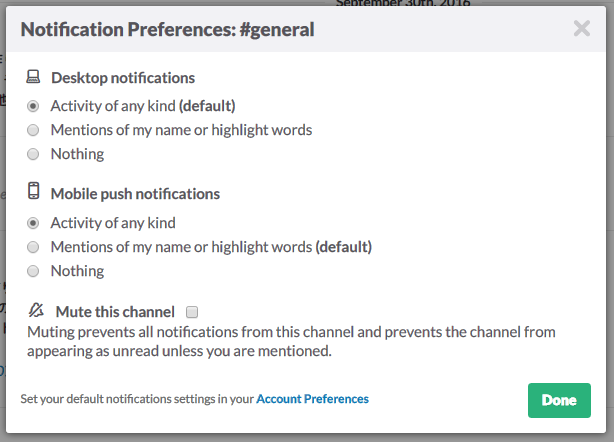 September 30th, 2016
Notification Preferences: #general
Desktop notifications
Activity of any kind (default)
Mentions of my name or highlight words
Nothing
Mobile push notifications
Activity of any kind
Mentions of my name or highlight words (default)
Nothing
Mute this channel
Muting prevents all notifications from this channel and prevents the channel from
appearing as unread unless you are mentioned.
Set your default notifications settings in your Account Preferences
Done